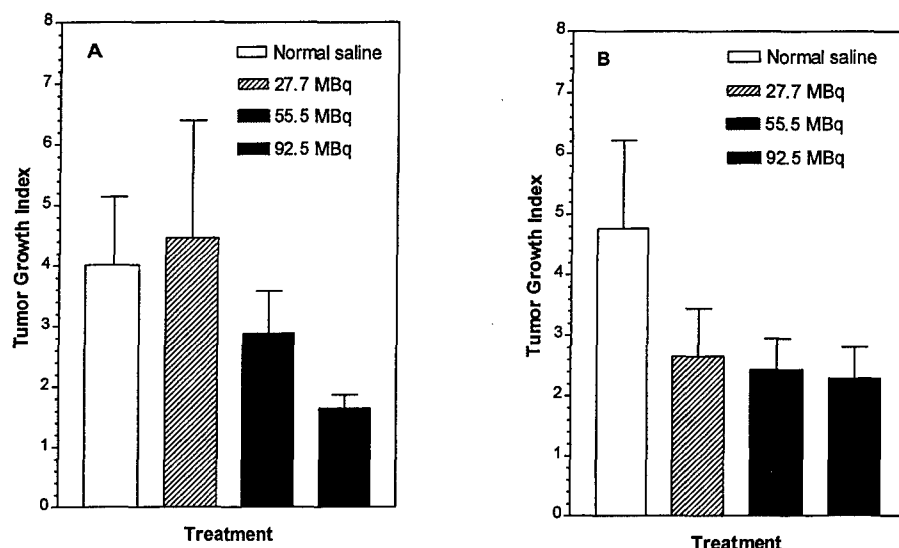 A
Normal saline
27.7 MBq
55.5 MBq
92.5 MBq
8
7
6
5
4
3
2
1
0
Tumor Growth Index
Treatment
B
Normal saline
27.7 MBq
55.5 MBq
92.5 MBq
8
7
6
5
4
3
2
1
0
Tumor Growth Index
Treatment